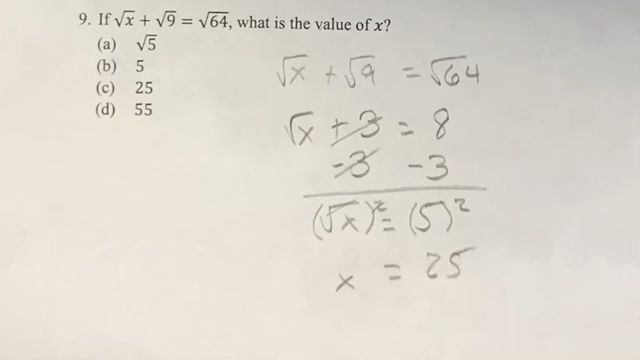 9. If √x + √9 = √64, what is the value of x?
(a) √5
(b) 5
(c) 25
(d) 55
√x + √9 = √64
√x + 3 = 8
-3 -3
(√x)² = (5)²
x = 25